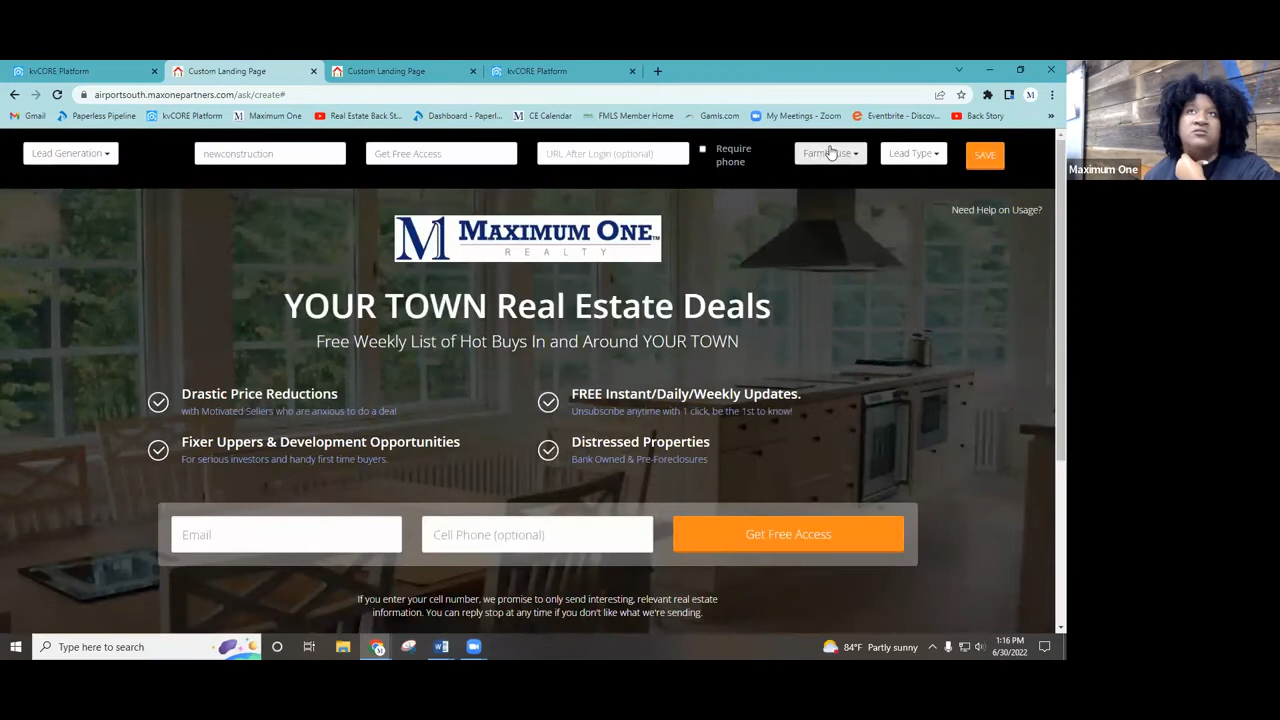 kvCORE Platform
Custom Landing Page
Custom Landing Page
kvCORE Platform
airportsouth.maxonepartners.com/ask/create#
M
Gmail
Paperless Pipeline
kvCORE Platform
Maximum One
Real Estate Back St...
Dashboard - Paperl...
CE Calendar
FMLS Member Home
Gamls.com
My Meetings - Zoom
Eventbrite - Discov...
Back Story
Maximum One
Lead Generation
newconstruction
Get Free Access
URL After Login (optional)
Require
phone
Lead Type
SAVE
Need Help on Usage?
M1 MAXIMUM ONE
REALTY
YOUR TOWN Real Estate Deals
Free Weekly List of Hot Buys In and Around YOUR TOWN
Drastic Price Reductions
with Motivated Sellers who are anxious to do a deal
FREE Instant/Daily/Weekly Updates.
Unsubscribe anytime with 1 click, be the 1st to know!
Fixer Uppers & Development Opportunities
For serious investors and handy first time buyers.
Distressed Properties
Bank Owned & Pre-Foreclosures
Email
Cell Phone (optional)
Get Free Access
If you enter your cell number, we promise to only send interesting, relevant real estate
information. You can reply stop at any time if you don't like what we're sending.
Type here to search
84°F Partly sunny
1:16 PM
6/30/2022